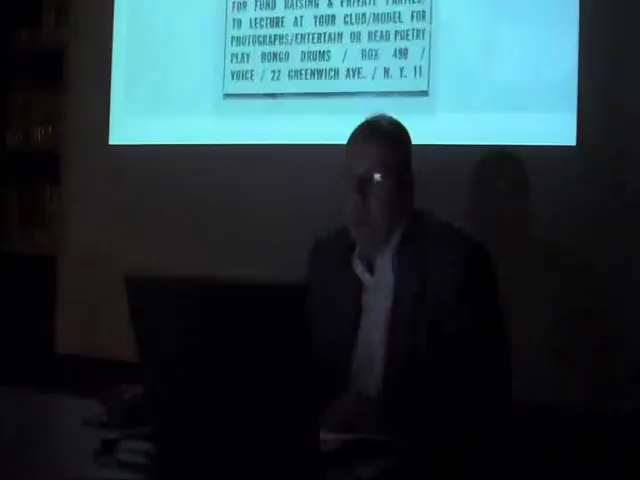 FOR FUND RAISING & PRIVATE PARTIES.
TO LECTURE AT YOUR CLUB/MODEL FOR
PHOTOGRAPHS/ENTERTAIN OR READ POETRY
PLAY BONGO DRUMS / BOX 490 /
VOICE / 22 GREENWICH AVE. / N. Y. 11